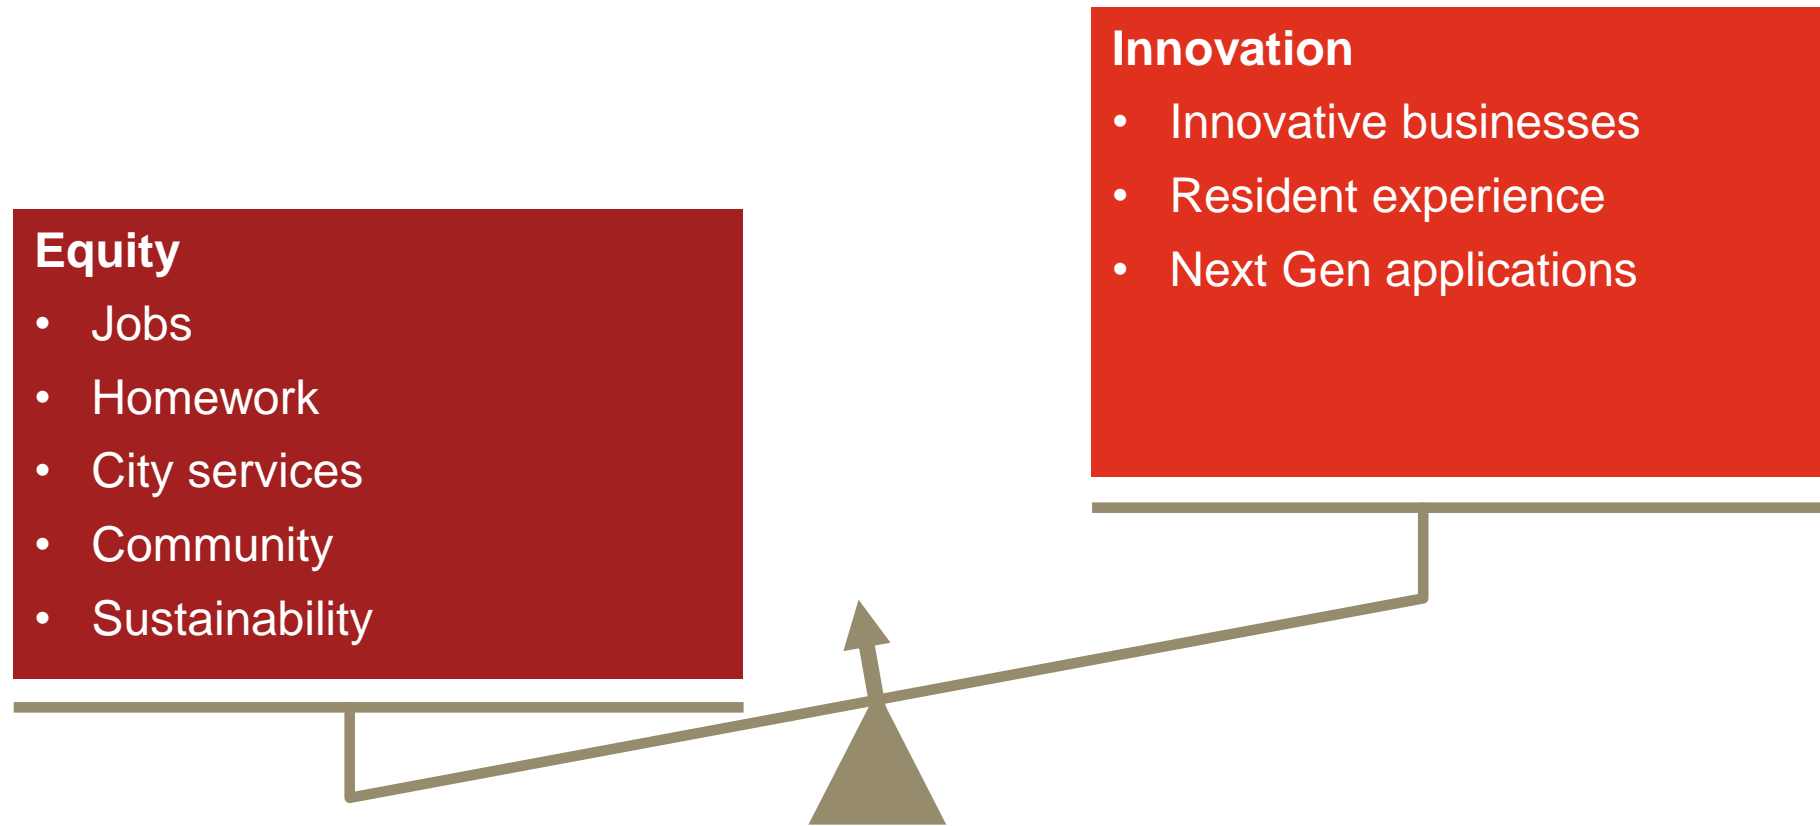 Equity
• Jobs
• Homework
• City services
• Community
• Sustainability
Innovation
• Innovative businesses
• Resident experience
• Next Gen applications